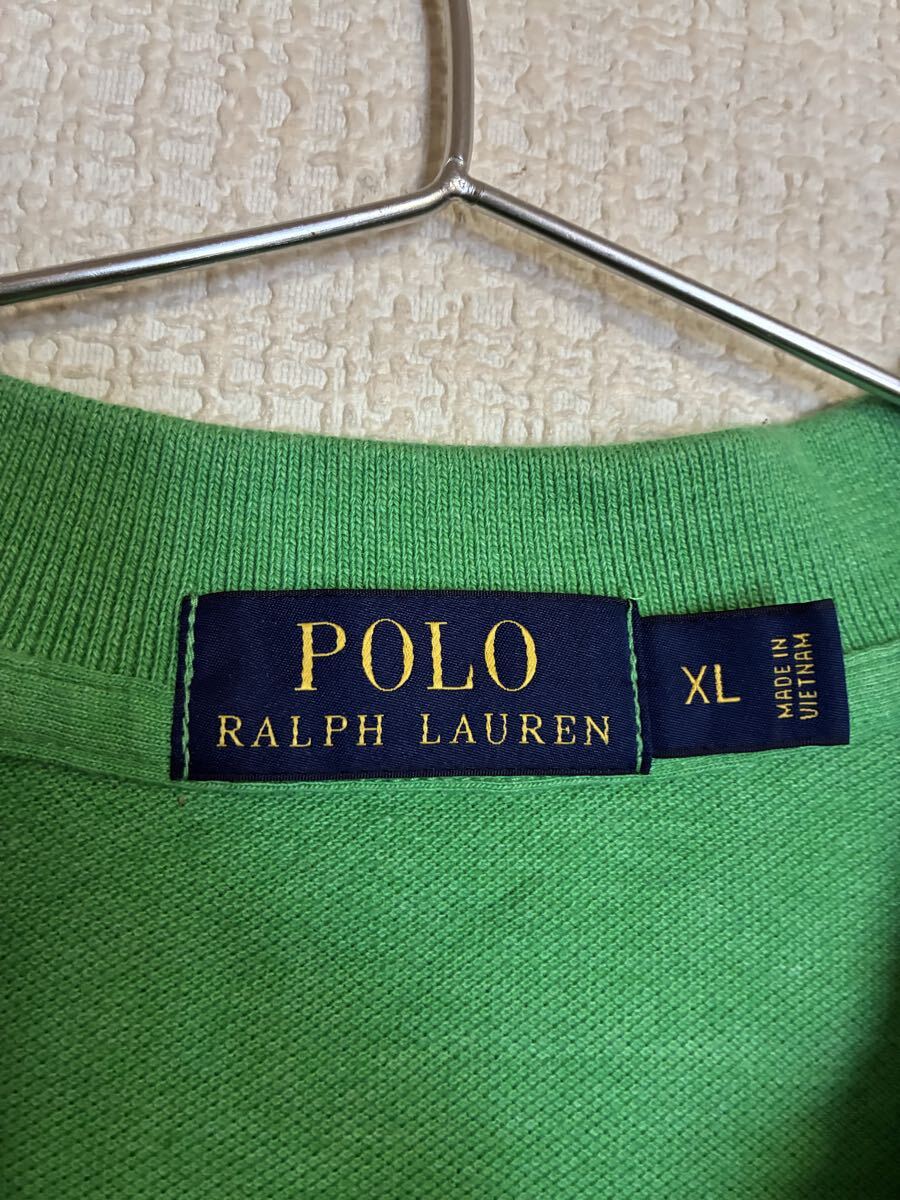 POLO
RALPH LAUREN
XL
MADE IN
VIETNAM